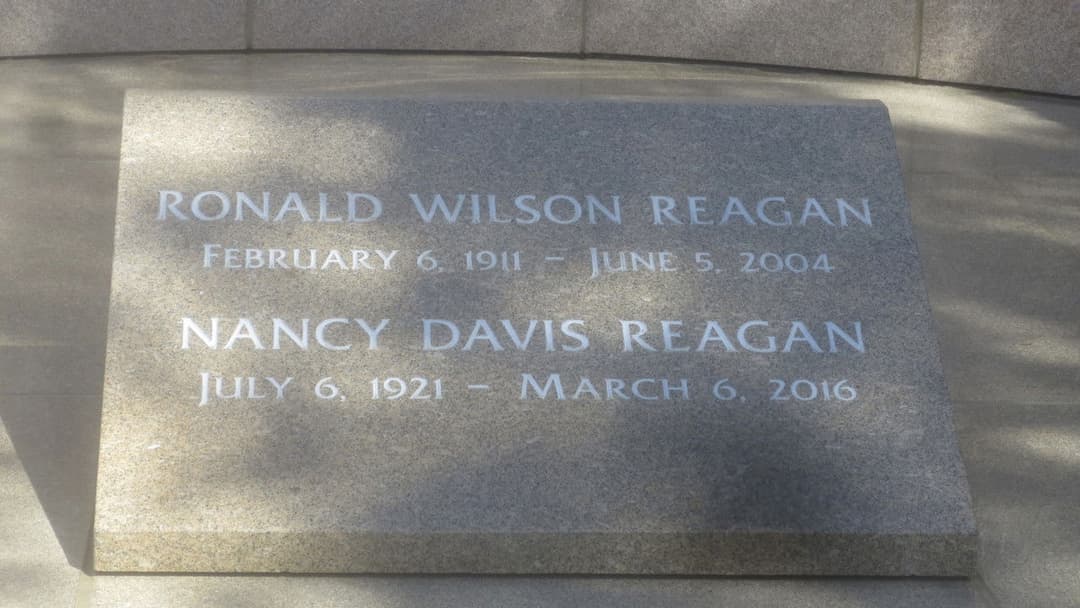 RONALD WILSON REAGAN
FEBRUARY 6, 1911 – JUNE 5, 2004
NANCY DAVIS REAGAN
JULY 6, 1921 – MARCH 6, 2016